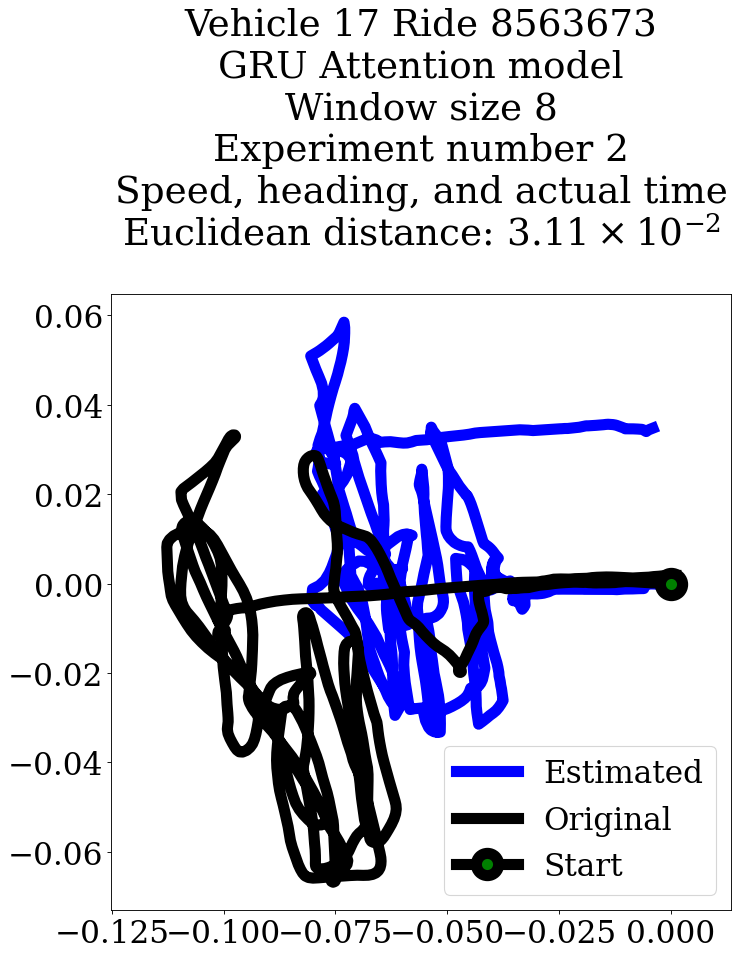 Vehicle 17 Ride 8563673
GRU Attention model
Window size 8
Experiment number 2
Speed, heading, and actual time
Euclidean distance: 3.11 × 10⁻²
0.06
0.04
0.02
0.00
−0.02
−0.04
−0.06
Estimated
Original
Start
−0.125 −0.100 −0.075 −0.050 −0.025 0.000